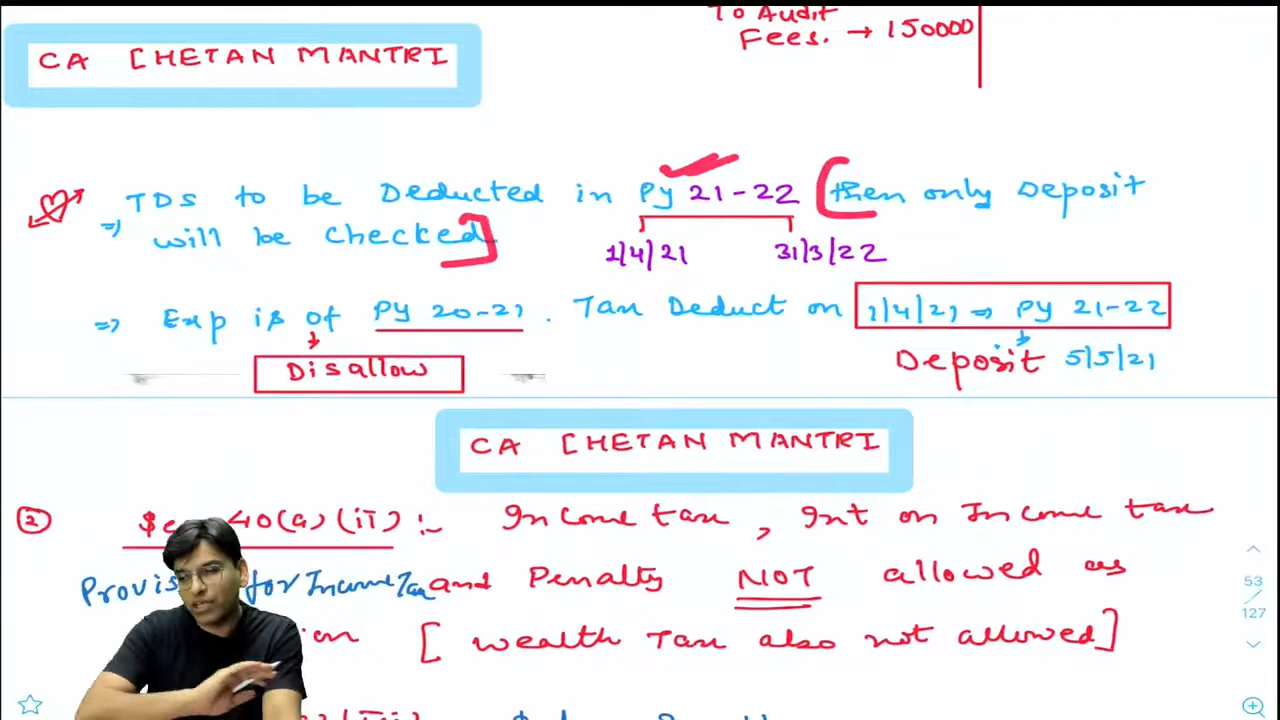 To Audit
Fees. → 150000
CA CHETAN MANTRI
TDS to be Deducted in Py 21-22 [then only Deposit
⇒ will be checked]
1/4/21 31/3/22
⇒ Exp is of PY 20-21. Tax Deduct on 1/4/21 ⇒ PY 21-22
Disallow
Deposit 5/5/21
CA CHETAN MANTRI
② 40(a)(ii) :- Income tax, Int on Income tax
for Income Tax and Penalty NOT allowed as
[wealth Tax also not allowed]
53
127